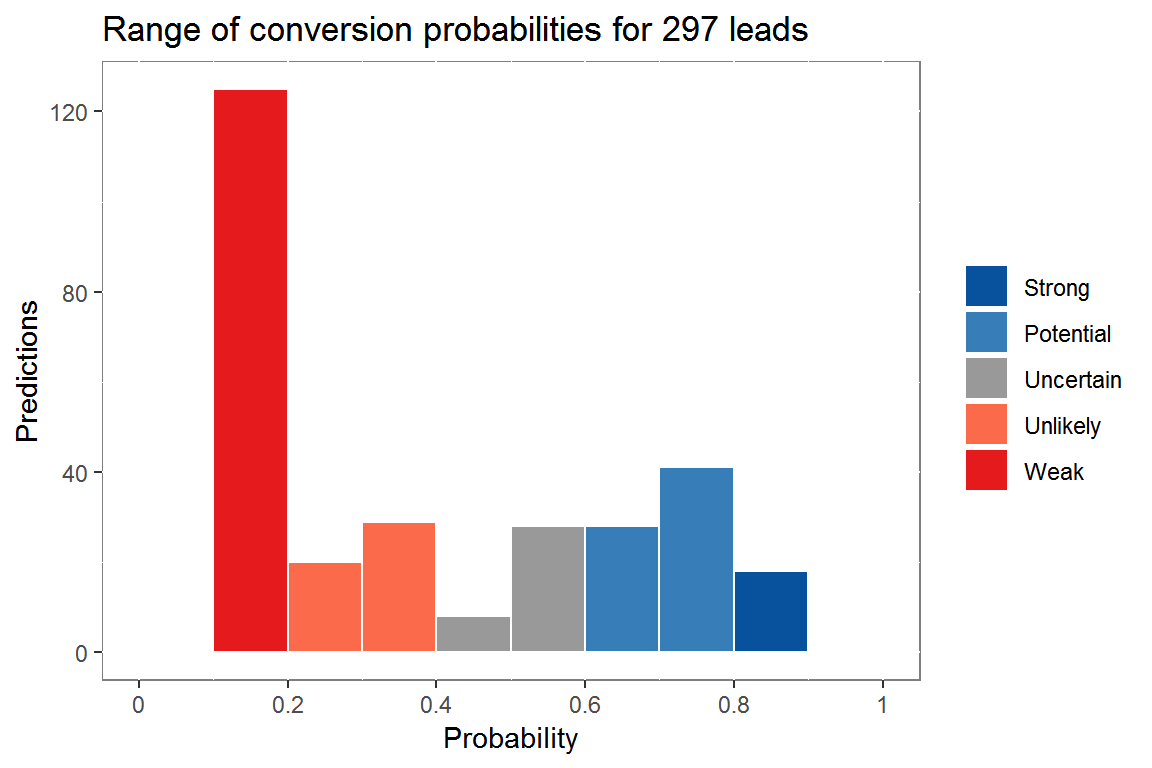 Range of conversion probabilities for 297 leads
Predictions
120
80
40
0
0 0.2 0.4 0.6 0.8 1
Probability
Strong
Potential
Uncertain
Unlikely
Weak